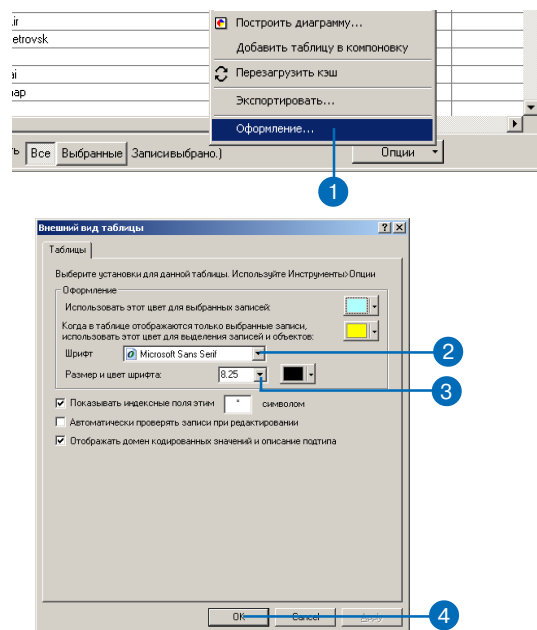 ir
Построить диаграмму...
etrovsk
Добавить таблицу в компоновку
ai
Перезагрузить кэш
нар
Экспортировать...
Оформление...
ть Все Выбранные Записивыбрано.) Опции
1
Внешний вид таблицы
Таблицы
Выберите установки для данной таблицы. Используйте Инструменты>Опции
Оформление
Использовать этот цвет для выбранных записей:
Когда в таблице отображаются только выбранные записи,
использовать этот цвет для выделения записей и объектов:
Шрифт Microsoft Sans Serif 2
Размер и цвет шрифта: 8.25 3
Показывать индексные поля этим * символом
Автоматически проверять записи при редактировании
Отображать домен кодированных значений и описание подтипа
OK Cancel Apply 4